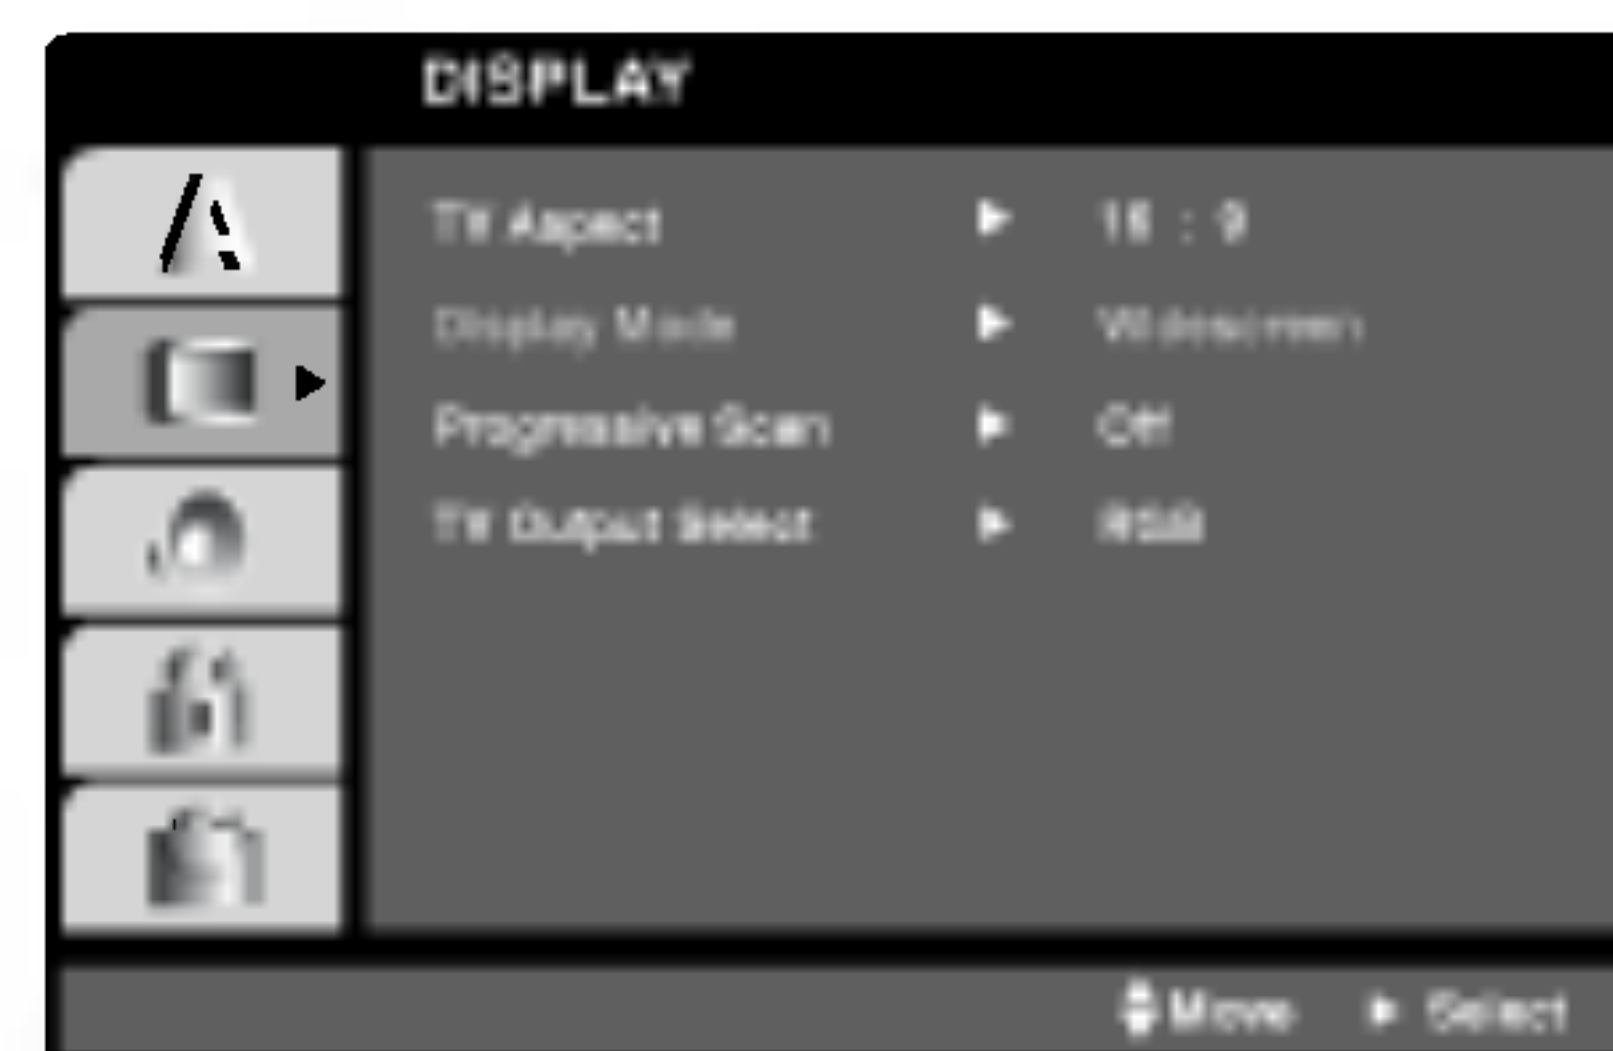 DISPLAY
TV Aspect ► 16 : 9
Display Mode ► Widescreen
Progressive Scan ► Off
TV Output Select ► RGB
Move ► Select